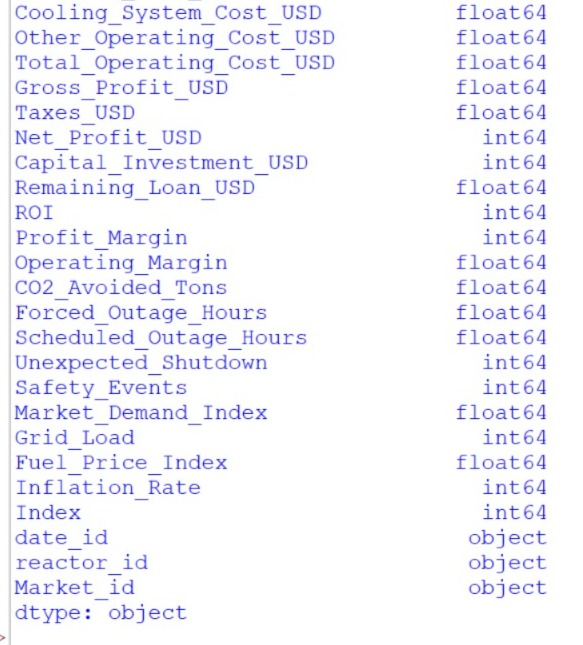 Cooling_System_Cost_USD float64
Other_Operating_Cost_USD float64
Total_Operating_Cost_USD float64
Gross_Profit_USD float64
Taxes_USD float64
Net_Profit_USD int64
Capital_Investment_USD int64
Remaining_Loan_USD float64
ROI int64
Profit_Margin int64
Operating_Margin float64
CO2_Avoided_Tons float64
Forced_Outage_Hours float64
Scheduled_Outage_Hours float64
Unexpected_Shutdown int64
Safety_Events int64
Market_Demand_Index float64
Grid_Load int64
Fuel_Price_Index float64
Inflation_Rate int64
Index int64
date_id object
reactor_id object
Market_id object
dtype: object
>